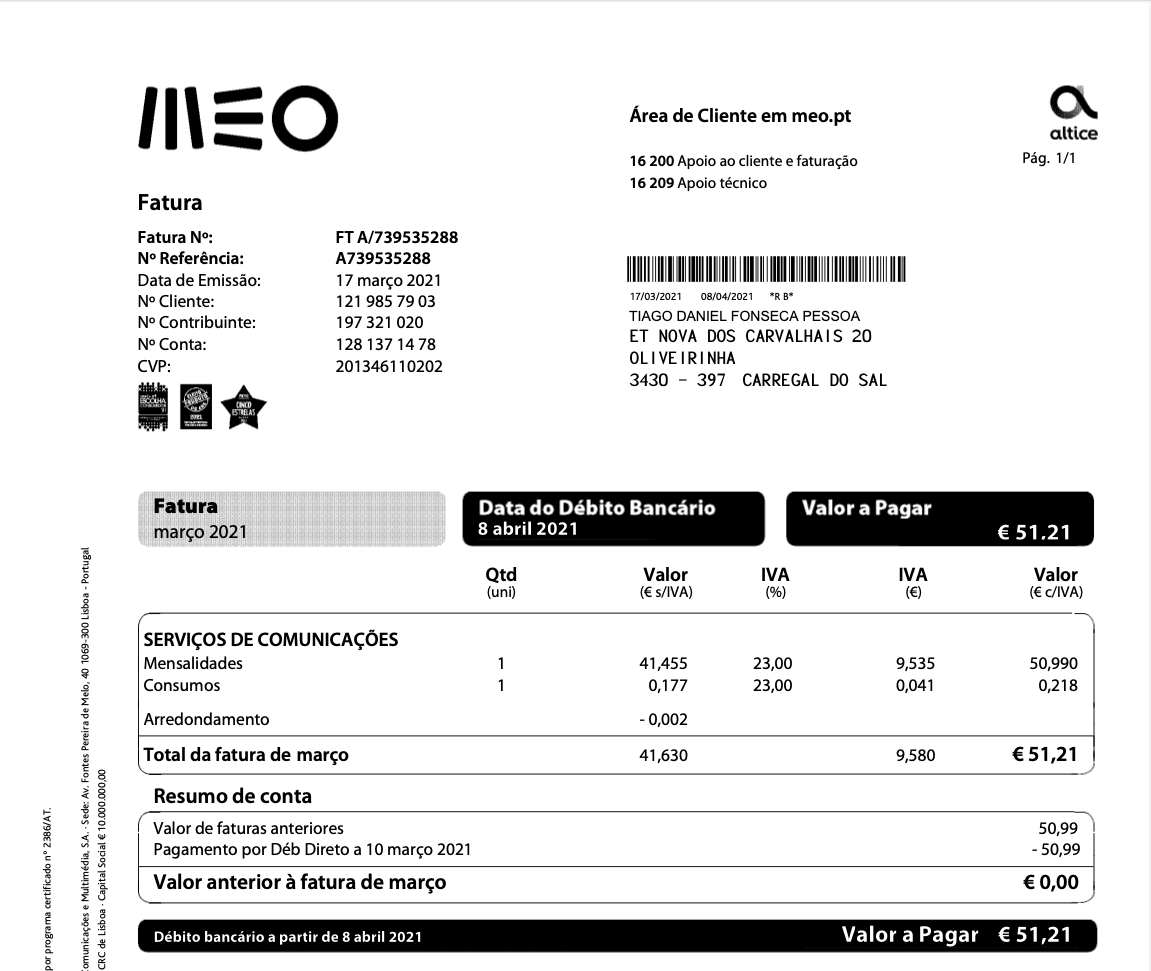 MEO
Área de Cliente em meo.pt
altice
16 200 Apoio ao cliente e faturação
Pág. 1/1
16 209 Apoio técnico
Fatura
Fatura Nº: FT A/739535288
Nº Referência: A739535288
Data de Emissão: 17 março 2021
Nº Cliente: 121 985 79 03
Nº Contribuinte: 197 321 020
Nº Conta: 128 137 14 78
CVP: 201346110202
17/03/2021 08/04/2021 *R B*
TIAGO DANIEL FONSECA PESSOA
ET NOVA DOS CARVALHAIS 20
OLIVEIRINHA
3430 - 397 CARREGAL DO SAL
ESCOLHA
CINCO
ESTRELAS
Fatura
março 2021
Data do Débito Bancário
8 abril 2021
Valor a Pagar
€ 51.21
Qtd Valor IVA IVA Valor
(uni) (€ s/IVA) (%) (€) (€ c/IVA)
SERVIÇOS DE COMUNICAÇÕES
Mensalidades 1 41,455 23,00 9,535 50,990
Consumos 1 0,177 23,00 0,041 0,218
Arredondamento - 0,002
Total da fatura de março 41,630 9,580 € 51,21
Resumo de conta
Valor de faturas anteriores 50,99
Pagamento por Déb Direto a 10 março 2021 - 50,99
Valor anterior à fatura de março € 0,00
Débito bancário a partir de 8 abril 2021 Valor a Pagar € 51,21
por programa certificado n° 2386/AT.
omunicações e Multimédia, S.A. - Sede: Av. Fontes Pereira de Melo, 40 1069-300 Lisboa - Portugal
CRC de Lisboa - Capital Social € 10.000.000,00